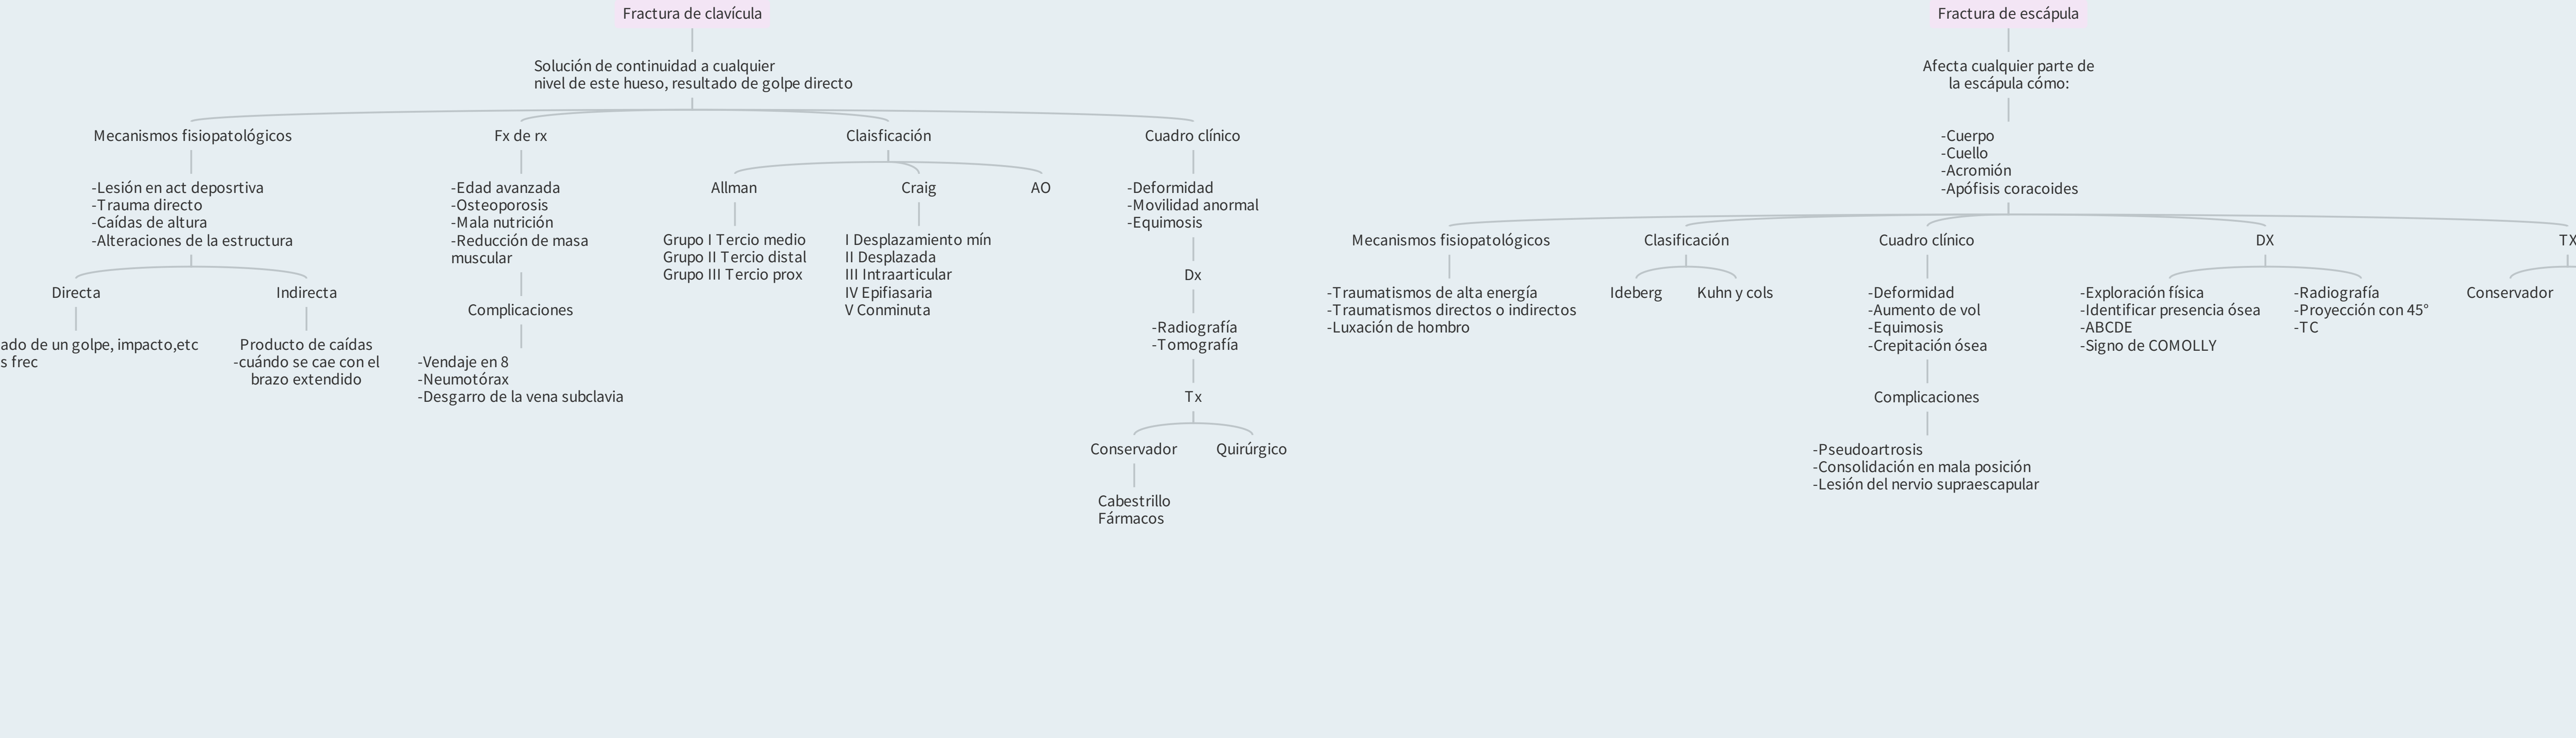 Fractura de clavícula
Solución de continuidad a cualquier
nivel de este hueso, resultado de golpe directo
Mecanismos fisiopatológicos
-Lesión en act deposrtiva
-Trauma directo
-Caídas de altura
-Alteraciones de la estructura
Directa
ado de un golpe, impacto,etc
s frec
Indirecta
Producto de caídas
-cuándo se cae con el
brazo extendido
Fx de rx
-Edad avanzada
-Osteoporosis
-Mala nutrición
-Reducción de masa
muscular
Complicaciones
-Vendaje en 8
-Neumotórax
-Desgarro de la vena subclavia
Claisficación
Allman
Grupo I Tercio medio
Grupo II Tercio distal
Grupo III Tercio prox
Craig
I Desplazamiento mín
II Desplazada
III Intraarticular
IV Epifiasaria
V Conminuta
AO
Cuadro clínico
-Deformidad
-Movilidad anormal
-Equimosis
Dx
-Radiografía
-Tomografía
Tx
Conservador
Cabestrillo
Fármacos
Quirúrgico
Fractura de escápula
Afecta cualquier parte de
la escápula cómo:
-Cuerpo
-Cuello
-Acromión
-Apófisis coracoides
Mecanismos fisiopatológicos
-Traumatismos de alta energía
-Traumatismos directos o indirectos
-Luxación de hombro
Clasificación
Ideberg
Kuhn y cols
Cuadro clínico
-Deformidad
-Aumento de vol
-Equimosis
-Crepitación ósea
Complicaciones
-Pseudoartrosis
-Consolidación en mala posición
-Lesión del nervio supraescapular
DX
-Exploración física
-Identificar presencia ósea
-ABCDE
-Signo de COMOLLY
-Radiografía
-Proyección con 45°
-TC
TX
Conservador